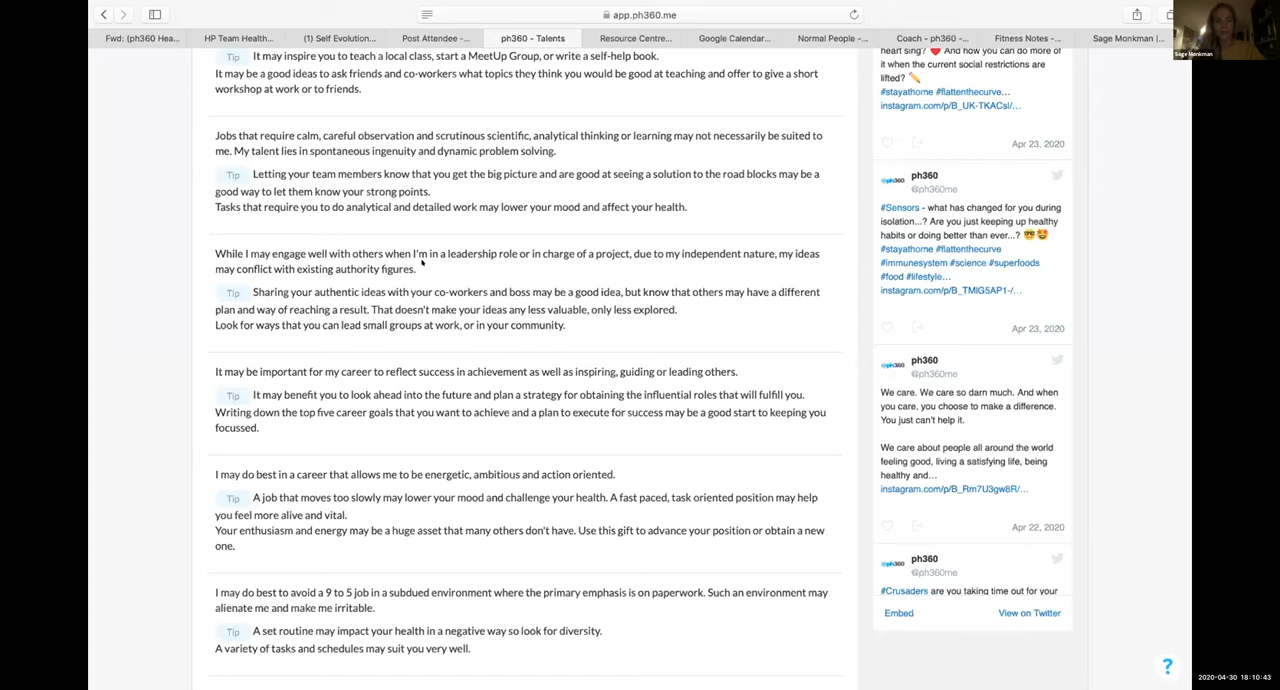 app.ph360.me
Fwd: (ph360 Hea...
HP Team Health...
(1) Self Evolution...
Post Attendee -...
ph360 - Talents
Resource Centre...
Google Calendar...
Normal People -...
Coach - ph360 -...
Fitness Notes -...
Sage Monkman |...
Sage Monkman
Tip It may inspire you to teach a local class, start a MeetUp Group, or write a self-help book.
It may be a good ideas to ask friends and co-workers what topics they think you would be good at teaching and offer to give a short
workshop at work or to friends.
Jobs that require calm, careful observation and scrutinous scientific, analytical thinking or learning may not necessarily be suited to
me. My talent lies in spontaneous ingenuity and dynamic problem solving.
Tip Letting your team members know that you get the big picture and are good at seeing a solution to the road blocks may be a
good way to let them know your strong points.
Tasks that require you to do analytical and detailed work may lower your mood and affect your health.
While I may engage well with others when I'm in a leadership role or in charge of a project, due to my independent nature, my ideas
may conflict with existing authority figures.
Tip Sharing your authentic ideas with your co-workers and boss may be a good idea, but know that others may have a different
plan and way of reaching a result. That doesn't make your ideas any less valuable, only less explored.
Look for ways that you can lead small groups at work, or in your community.
It may be important for my career to reflect success in achievement as well as inspiring, guiding or leading others.
Tip It may benefit you to look ahead into the future and plan a strategy for obtaining the influential roles that will fulfill you.
Writing down the top five career goals that you want to achieve and a plan to execute for success may be a good start to keeping you
focussed.
I may do best in a career that allows me to be energetic, ambitious and action oriented.
Tip A job that moves too slowly may lower your mood and challenge your health. A fast paced, task oriented position may help
you feel more alive and vital.
Your enthusiasm and energy may be a huge asset that many others don't have. Use this gift to advance your position or obtain a new
one.
I may do best to avoid a 9 to 5 job in a subdued environment where the primary emphasis is on paperwork. Such an environment may
alienate me and make me irritable.
Tip A set routine may impact your health in a negative way so look for diversity.
A variety of tasks and schedules may suit you very well.
heart sing? ❤️ And how you can do more of
it when the current social restrictions are
lifted? ✏️
#stayathome #flattenthecurve...
instagram.com/p/B_UK-TKACsl/...
Apr 23, 2020
ph360
@ph360me
#Sensors - what has changed for you during
isolation...? Are you just keeping up healthy
habits or doing better than ever...? 🤓🤩
#stayathome #flattenthecurve
#immunesystem #science #superfoods
#food #lifestyle...
instagram.com/p/B_TMlG5AP1-/...
Apr 23, 2020
ph360
@ph360me
We care. We care so darn much. And when
you care, you choose to make a difference.
You just can't help it.
We care about people all around the world
feeling good, living a satisfying life, being
healthy and...
instagram.com/p/B_Rm7U3gw8R/...
Apr 22, 2020
ph360
@ph360me
#Crusaders are you taking time out for your
Embed
View on Twitter
?
2020-04-30 18:10:43